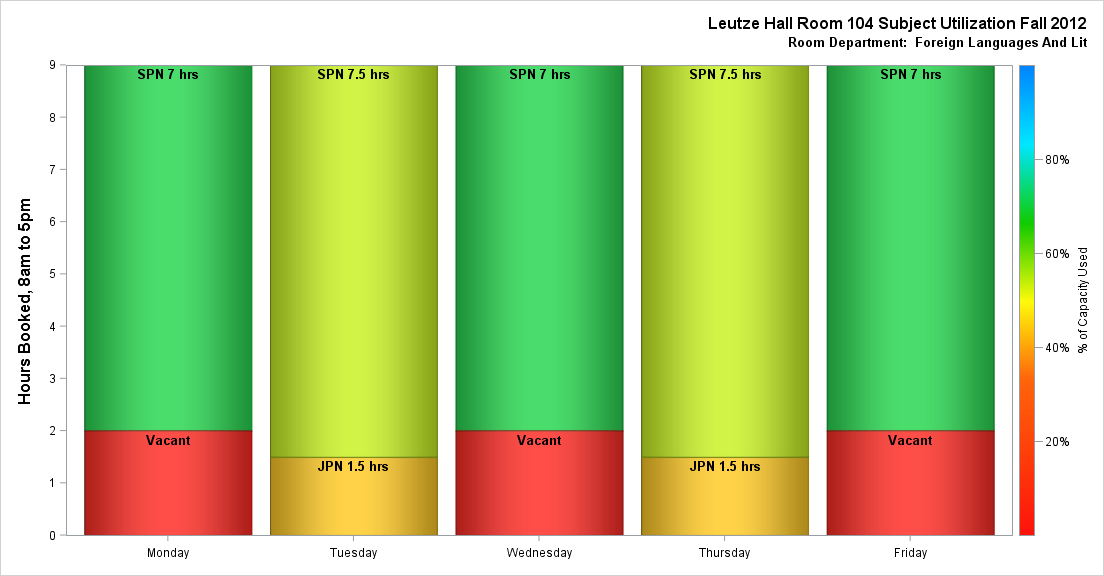 Leutze Hall Room 104 Subject Utilization Fall 2012
Room Department: Foreign Languages And Lit
Hours Booked, 8am to 5pm
9
8
7
6
5
4
3
2
1
0
SPN 7 hrs
SPN 7.5 hrs
SPN 7 hrs
SPN 7.5 hrs
SPN 7 hrs
Vacant
JPN 1.5 hrs
Vacant
JPN 1.5 hrs
Vacant
Monday
Tuesday
Wednesday
Thursday
Friday
80%
60%
40%
20%
% of Capacity Used